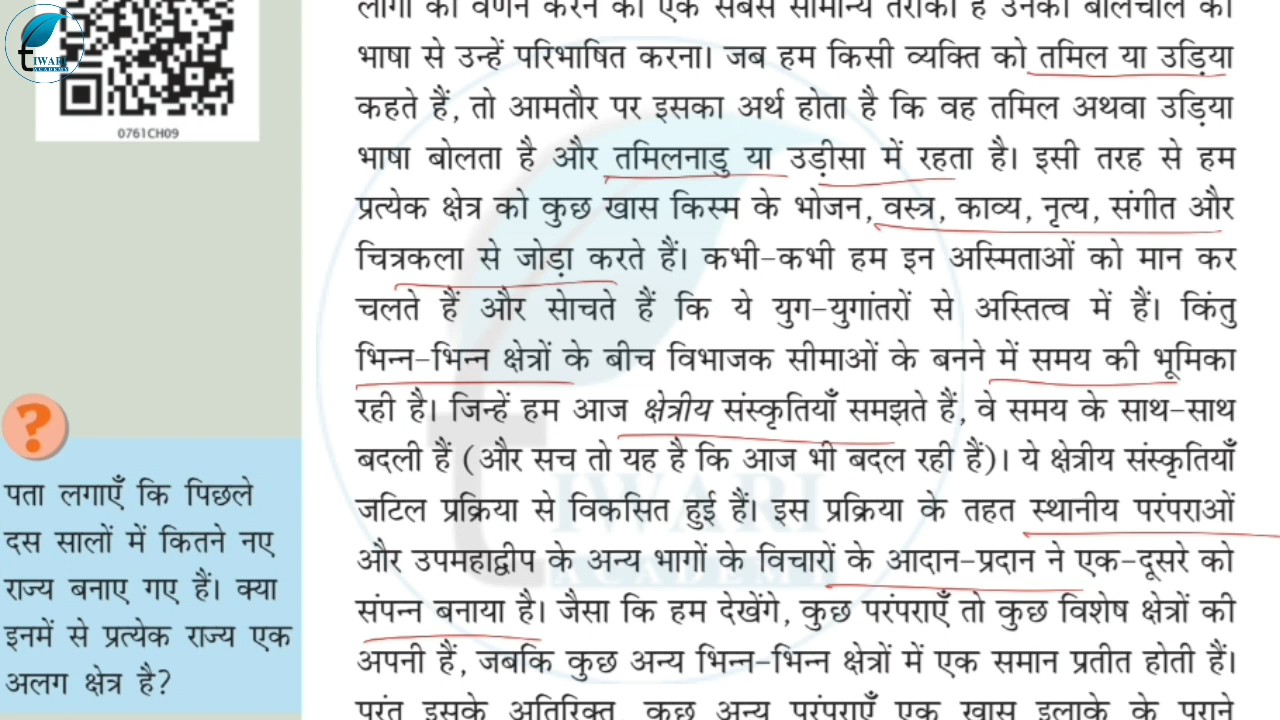 TIWARI
ACADEMY
0761CH09
लोगों का वर्णन करने का एक सबसे सामान्य तरीका है उनकी बोलचाल की
भाषा से उन्हें परिभाषित करना। जब हम किसी व्यक्ति को तमिल या उड़िया
कहते हैं, तो आमतौर पर इसका अर्थ होता है कि वह तमिल अथवा उड़िया
भाषा बोलता है और तमिलनाडु या उड़ीसा में रहता है। इसी तरह से हम
प्रत्येक क्षेत्र को कुछ खास किस्म के भोजन, वस्त्र, काव्य, नृत्य, संगीत और
चित्रकला से जोड़ा करते हैं। कभी-कभी हम इन अस्मिताओं को मान कर
चलते हैं और सोचते हैं कि ये युग-युगांतरों से अस्तित्व में हैं। किंतु
भिन्न-भिन्न क्षेत्रों के बीच विभाजक सीमाओं के बनने में समय की भूमिका
रही है। जिन्हें हम आज क्षेत्रीय संस्कृतियाँ समझते हैं, वे समय के साथ-साथ
बदली हैं (और सच तो यह है कि आज भी बदल रही हैं)। ये क्षेत्रीय संस्कृतियाँ
जटिल प्रक्रिया से विकसित हुई हैं। इस प्रक्रिया के तहत स्थानीय परंपराओं
और उपमहाद्वीप के अन्य भागों के विचारों के आदान-प्रदान ने एक-दूसरे को
संपन्न बनाया है। जैसा कि हम देखेंगे, कुछ परंपराएँ तो कुछ विशेष क्षेत्रों की
अपनी हैं, जबकि कुछ अन्य भिन्न-भिन्न क्षेत्रों में एक समान प्रतीत होती हैं।
परंतु इसके अतिरिक्त, कुछ अन्य परंपराएँ एक खास इलाके के पुराने
?
पता लगाएँ कि पिछले
दस सालों में कितने नए
राज्य बनाए गए हैं। क्या
इनमें से प्रत्येक राज्य एक
अलग क्षेत्र है?
TIWARI
ACADEMY